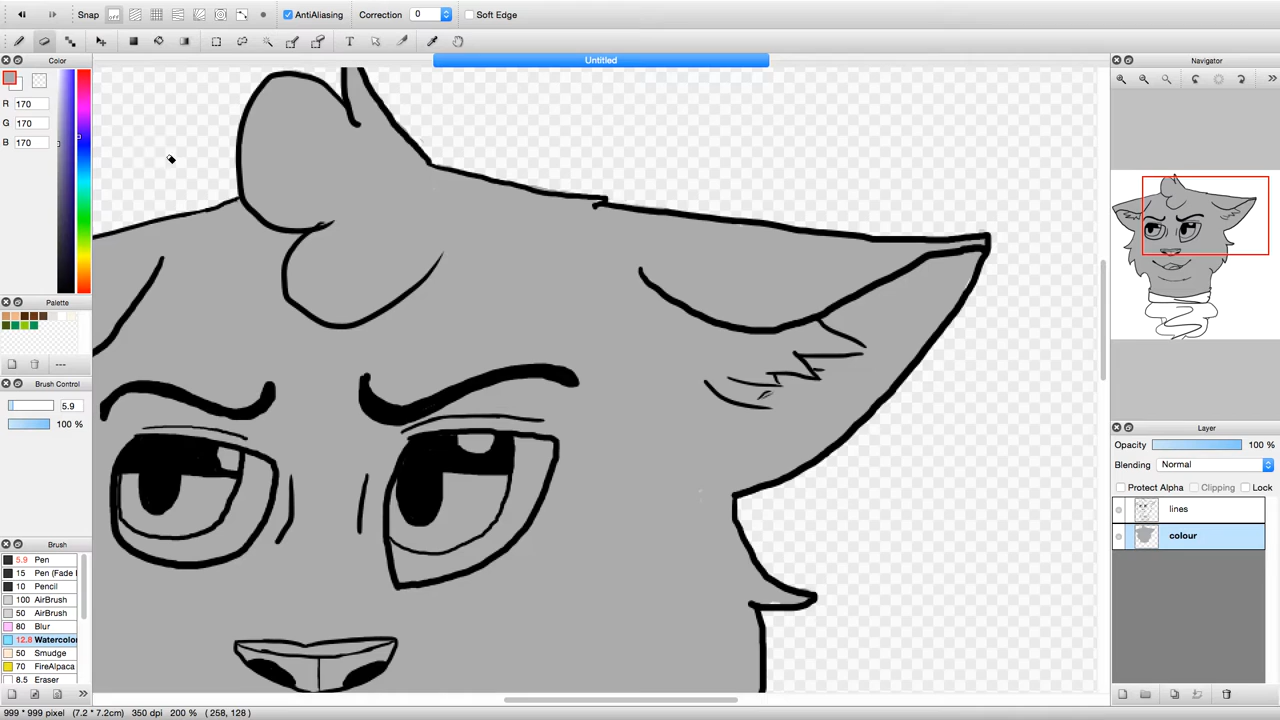 Snap off AntiAliasing Correction 0 Soft Edge
Color Untitled Navigator
R 170
G 170
B 170
Palette
---
Brush Control
5.9
100 %
Layer
Opacity 100 %
Blending Normal
Protect Alpha Clipping Lock
lines
colour
Brush
5.9 Pen
15 Pen (Fade
10 Pencil
100 AirBrush
50 AirBrush
80 Blur
12.8 Watercolor
50 Smudge
70 FireAlpaca
8.5 Eraser
999 * 999 pixel (7.2 * 7.2cm) 350 dpi 200 % ( 258, 128 )